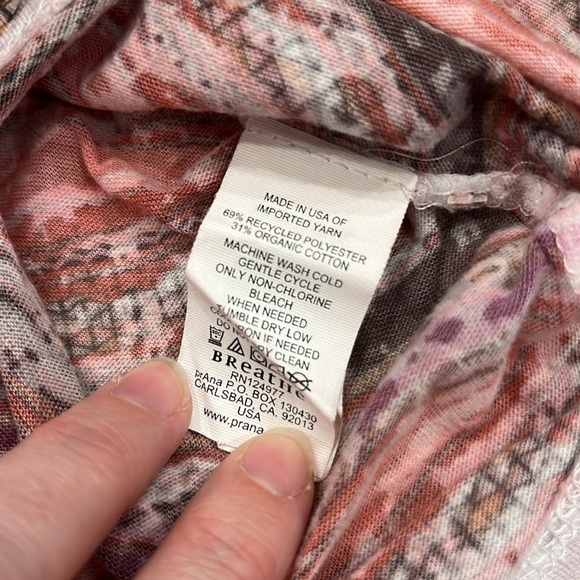 MADE IN USA OF
IMPORTED YARN
69% RECYCLED POLYESTER
31% ORGANIC COTTON
MACHINE WASH COLD
GENTLE CYCLE
ONLY NON-CHLORINE
BLEACH
WHEN NEEDED
TUMBLE DRY LOW
DO IRON IF NEEDED
DRY CLEAN
BReathe
RN124977
prAna P.O. BOX 130430
CARLSBAD, CA. 92013
USA
www.prana